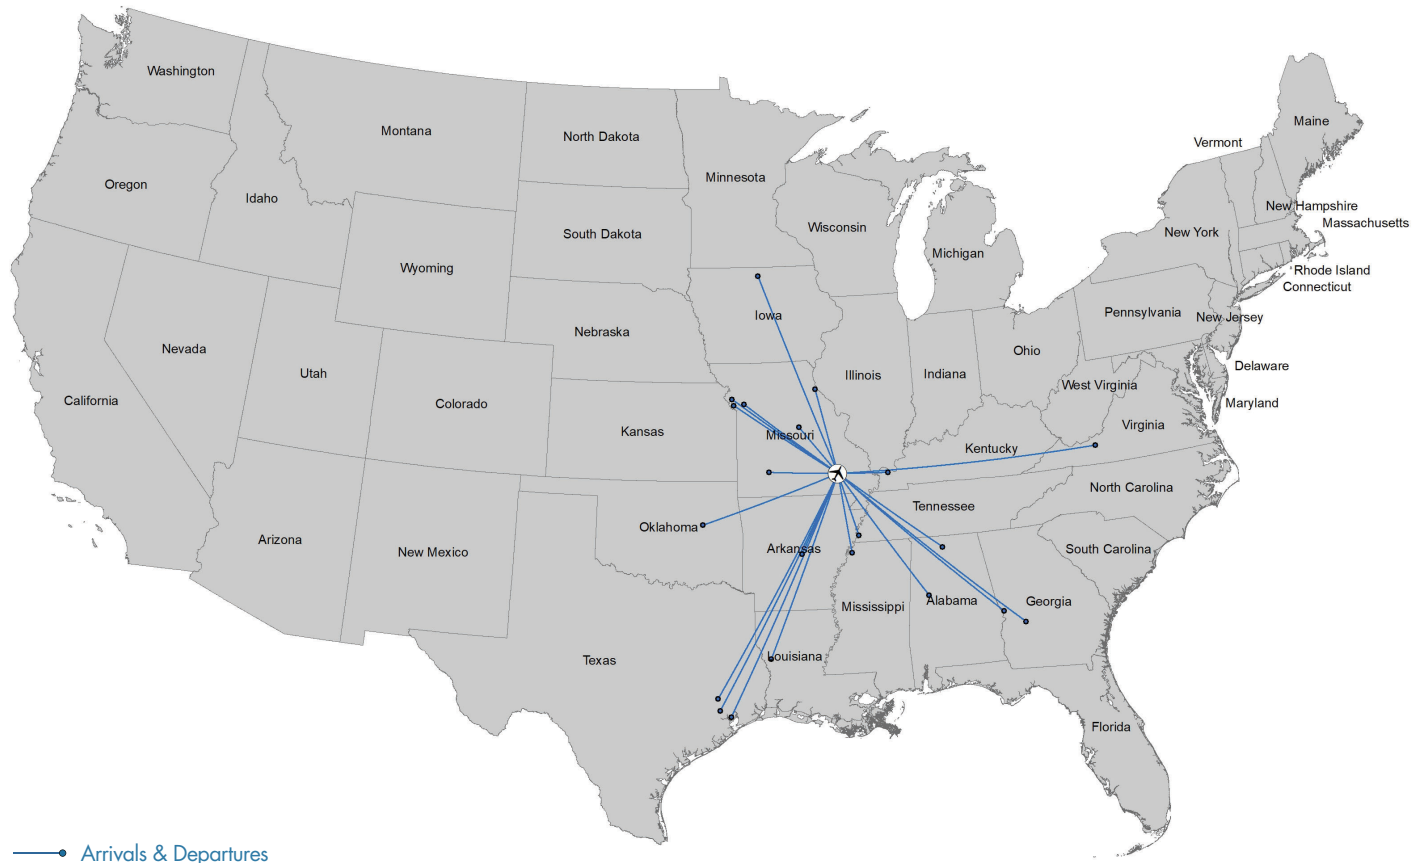 Washington
Montana
North Dakota
Minnesota
Maine
Vermont
Oregon
Idaho
Wisconsin
New Hampshire
Massachusetts
South Dakota
New York
Michigan
Wyoming
Rhode Island
Connecticut
Iowa
Pennsylvania
New Jersey
Nebraska
Nevada
Ohio
Delaware
Utah
Illinois
Indiana
West Virginia
California
Colorado
Maryland
Kansas
Missouri
Virginia
Kentucky
North Carolina
Tennessee
Oklahoma
Arizona
New Mexico
Arkansas
South Carolina
Mississippi
Alabama
Georgia
Texas
Louisiana
Florida
Arrivals & Departures